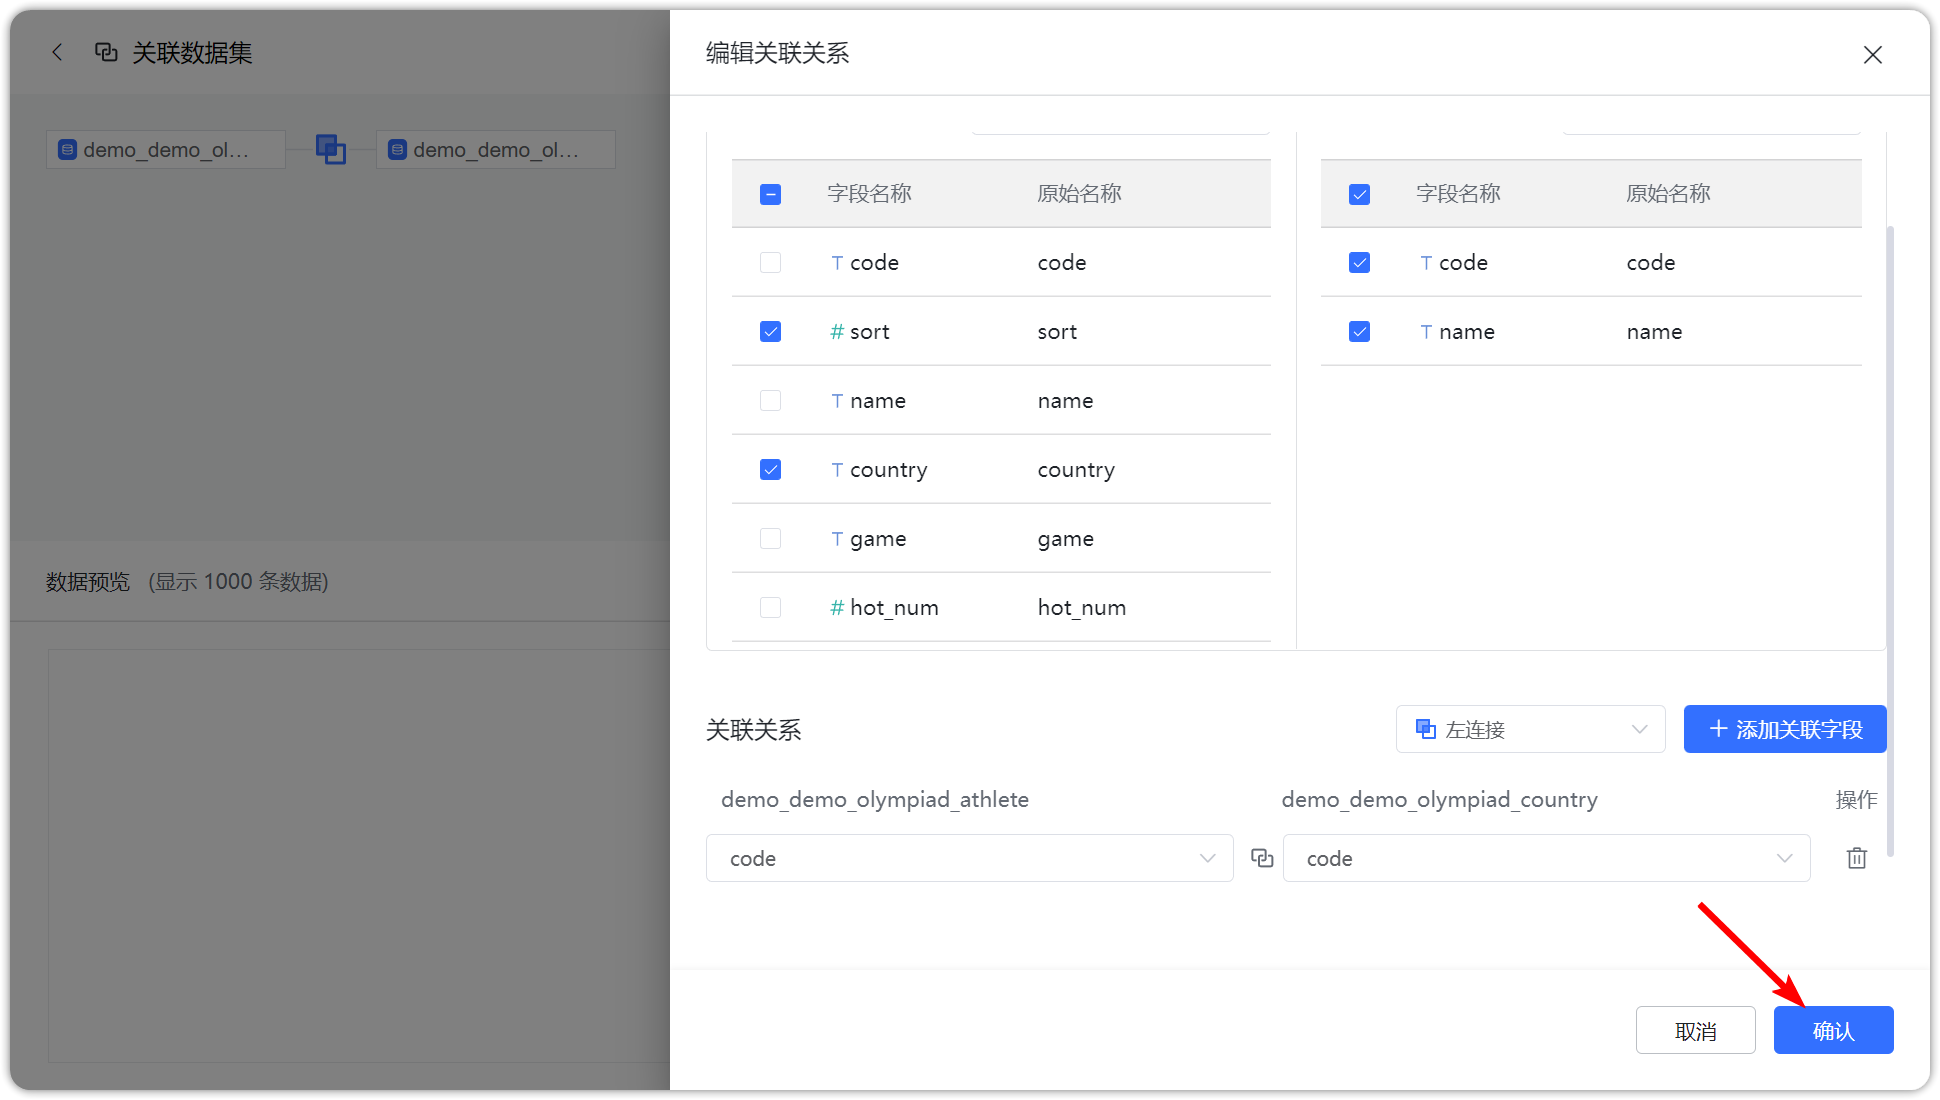 关联数据集
demo_demo_ol...
demo_demo_ol...
数据预览 (显示 1000 条数据)
编辑关联关系
字段名称 原始名称
T code code
# sort sort
T name name
T country country
T game game
# hot_num hot_num
字段名称 原始名称
T code code
T name name
关联关系
左连接
+ 添加关联字段
demo_demo_olympiad_athlete demo_demo_olympiad_country 操作
code code
取消 确认